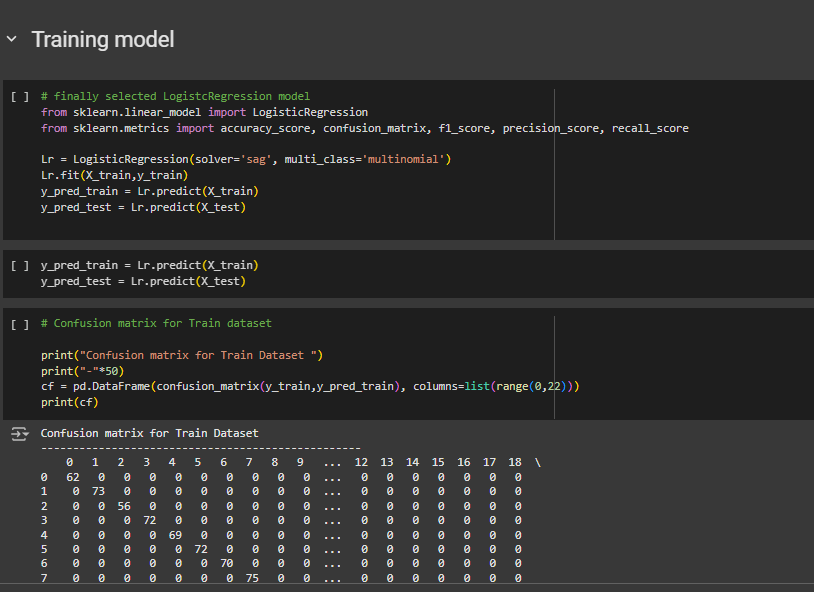 Training model
[ ] # finally selected LogistcRegression model
from sklearn.linear_model import LogisticRegression
from sklearn.metrics import accuracy_score, confusion_matrix, f1_score, precision_score, recall_score
Lr = LogisticRegression(solver='sag', multi_class='multinomial')
Lr.fit(X_train,y_train)
y_pred_train = Lr.predict(X_train)
y_pred_test = Lr.predict(X_test)
[ ] y_pred_train = Lr.predict(X_train)
y_pred_test = Lr.predict(X_test)
[ ] # Confusion matrix for Train dataset
print("Confusion matrix for Train Dataset ")
print("-"*50)
cf = pd.DataFrame(confusion_matrix(y_train,y_pred_train), columns=list(range(0,22)))
print(cf)
Confusion matrix for Train Dataset
--------------------------------------------------
0 1 2 3 4 5 6 7 8 9 ... 12 13 14 15 16 17 18 \
0 62 0 0 0 0 0 0 0 0 0 ... 0 0 0 0 0 0 0
1 0 73 0 0 0 0 0 0 0 0 ... 0 0 0 0 0 0 0
2 0 0 56 0 0 0 0 0 0 0 ... 0 0 0 0 0 0 0
3 0 0 0 72 0 0 0 0 0 0 ... 0 0 0 0 0 0 0
4 0 0 0 0 69 0 0 0 0 0 ... 0 0 0 0 0 0 0
5 0 0 0 0 0 72 0 0 0 0 ... 0 0 0 0 0 0 0
6 0 0 0 0 0 0 70 0 0 0 ... 0 0 0 0 0 0 0
7 0 0 0 0 0 0 0 75 0 0 ... 0 0 0 0 0 0 0